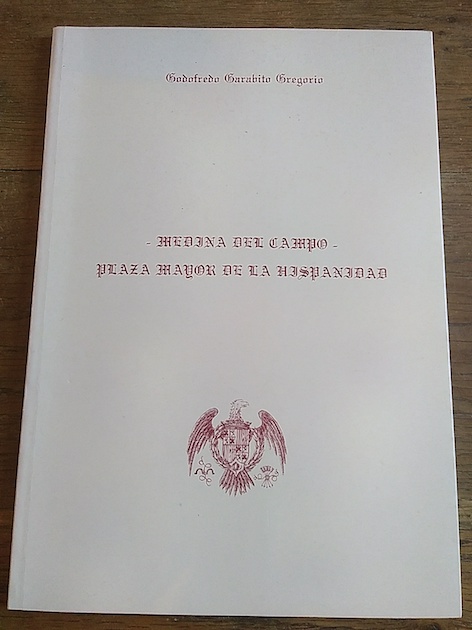 Godofredo Garabito Gregorio
- MEDINA DEL CAMPO -
PLAZA MAYOR DE LA HISPANIDAD